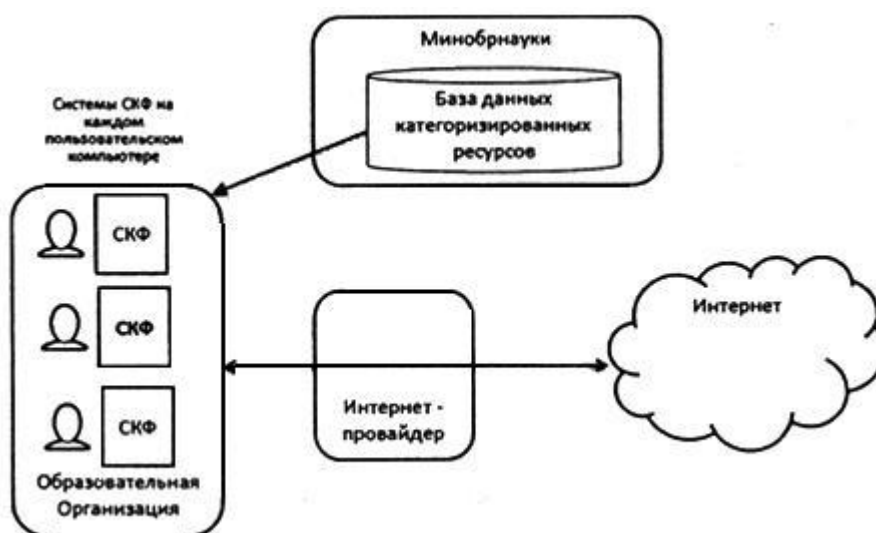 Минобрнауки
База данных
категоризированных
ресурсов
Системы СКФ на
каждом
пользовательском
компьютере
СКФ
СКФ
СКФ
Образовательная
Организация
Интернет -
провайдер
Интернет